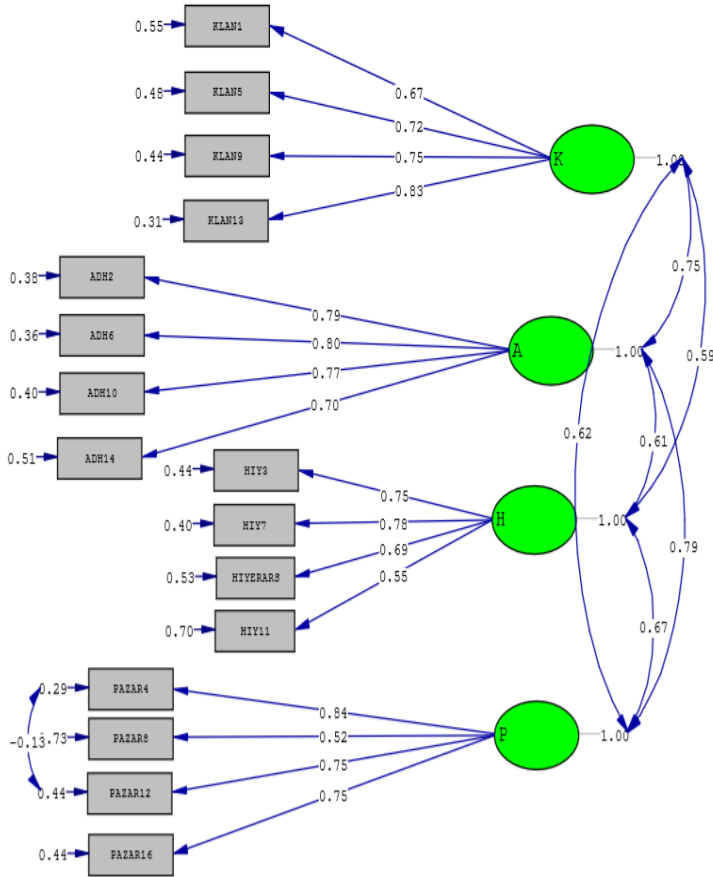 0.55 KLAN1
0.67
0.48 KLAN5
0.72
0.44 KLAN9 0.75 K 1.00
0.83
0.31 KLAN13
0.75
0.38 ADH2
0.79
0.36 ADH6
0.80 A 1.00
0.59
0.77
0.40 ADH10
0.70
0.62 0.61
0.51 ADH14
0.44 HIY3
0.75
0.40 HIY7 0.78 H 1.00
0.79
0.69
0.53 HIYERAR8
0.55
0.70 HIY11
0.67
0.29 PAZAR4
0.84
-0.13 .73 PAZAR8 0.52 P 1.00
0.75
0.44 PAZAR12
0.75
0.44 PAZAR16